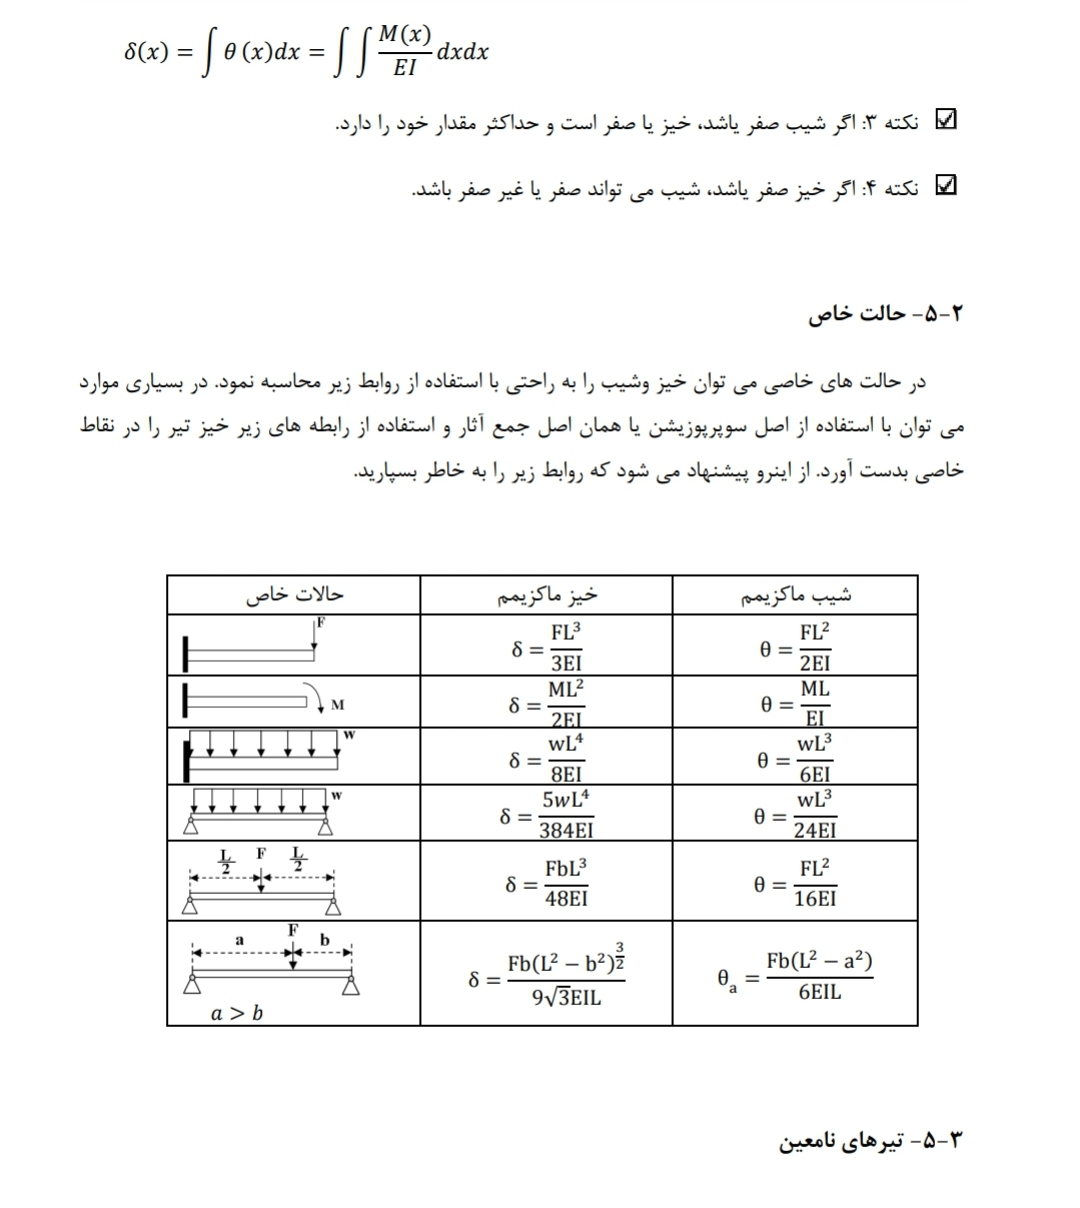 δ(x) = ∫ θ (x)dx = ∫ ∫ M(x)/EI dxdx
نکته ۳: اگر شیب صفر یاشد، خیز یا صفر است و حداکثر مقدار خود را دارد.
نکته ۴: اگر خیز صفر یاشد، شیب می تواند صفر یا غیر صفر باشد.
۵-۲- حالت خاص
در حالت های خاصی می توان خیز وشیب را به راحتی با استفاده از روابط زیر محاسبه نمود. در بسیاری موارد
می توان با استفاده از اصل سوپرپوزیشن یا همان اصل جمع آثار و استفاده از رابطه های زیر خیز تیر را در نقاط
خاصی بدست آورد. از اینرو پیشنهاد می شود که روابط زیر را به خاطر بسپارید.
شیب ماکزیمم خیز ماکزیمم حالات خاص
F δ = FL³/3EI θ = FL²/2EI
M δ = ML²/2EI θ = ML/EI
w δ = wL⁴/8EI θ = wL³/6EI
w δ = 5wL⁴/384EI θ = wL³/24EI
L/2 F L/2 δ = FbL³/48EI θ = FL²/16EI
a F b δ = Fb(L² − b²)^(3/2)/9√3EIL θₐ = Fb(L² − a²)/6EIL
a > b
۵-۳- تیرهای نامعین